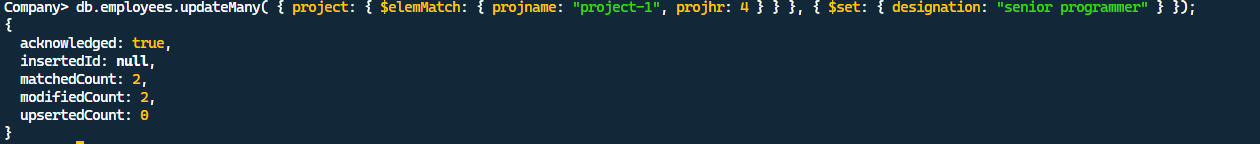 Company> db.employees.updateMany( { project: { $elemMatch: { projname: "project-1", projhr: 4 } } }, { $set: { designation: "senior programmer" } });
{
  acknowledged: true,
  insertedId: null,
  matchedCount: 2,
  modifiedCount: 2,
  upsertedCount: 0
}